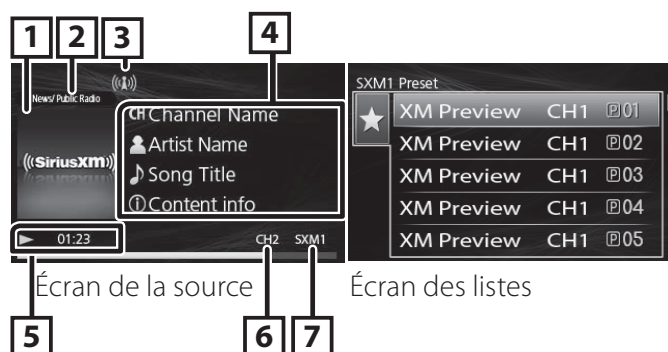 1 2 3 4
News/ Public Radio
((SiriusXM))
CH Channel Name
Artist Name
Song Title
Content info
01:23
CH2 SXM1
Écran de la source
5 6 7
SXM1 Preset
XM Preview CH1 P01
XM Preview CH1 P02
XM Preview CH1 P03
XM Preview CH1 P04
XM Preview CH1 P05
Écran des listes